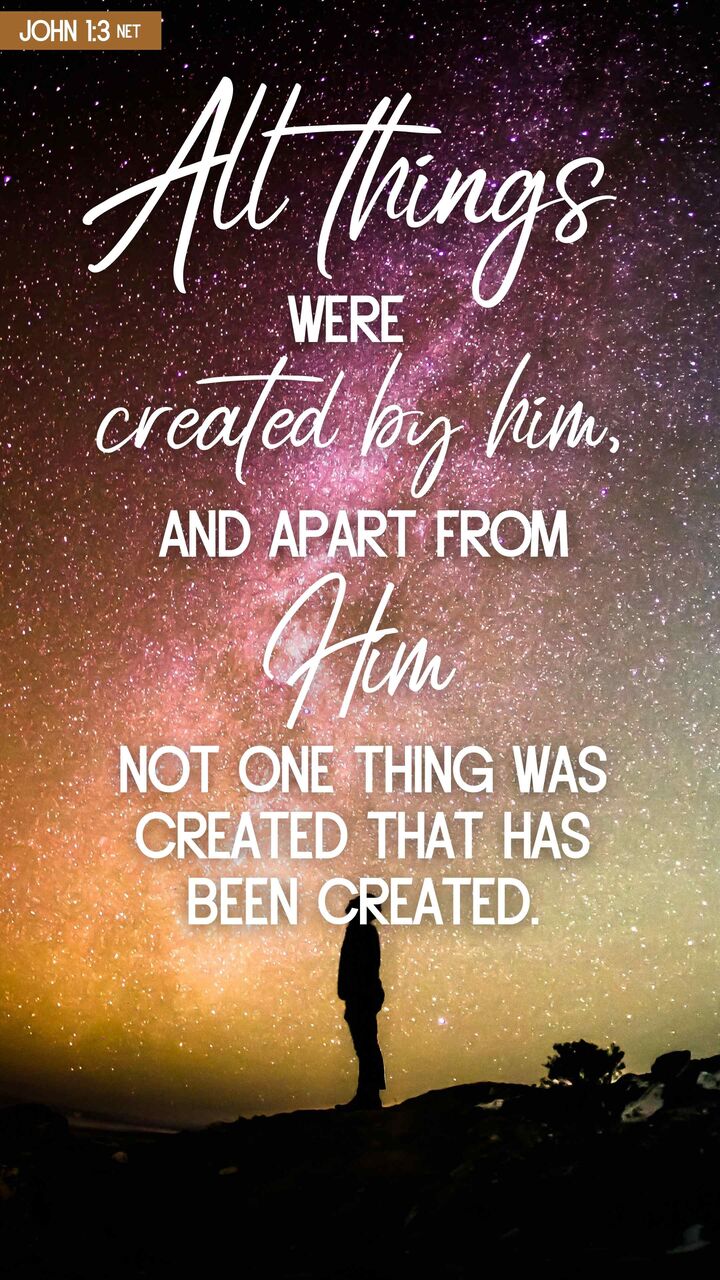 JOHN 1:3 NET
All things
WERE
created by him,
AND APART FROM
Him
NOT ONE THING WAS
CREATED THAT HAS
BEEN CREATED.